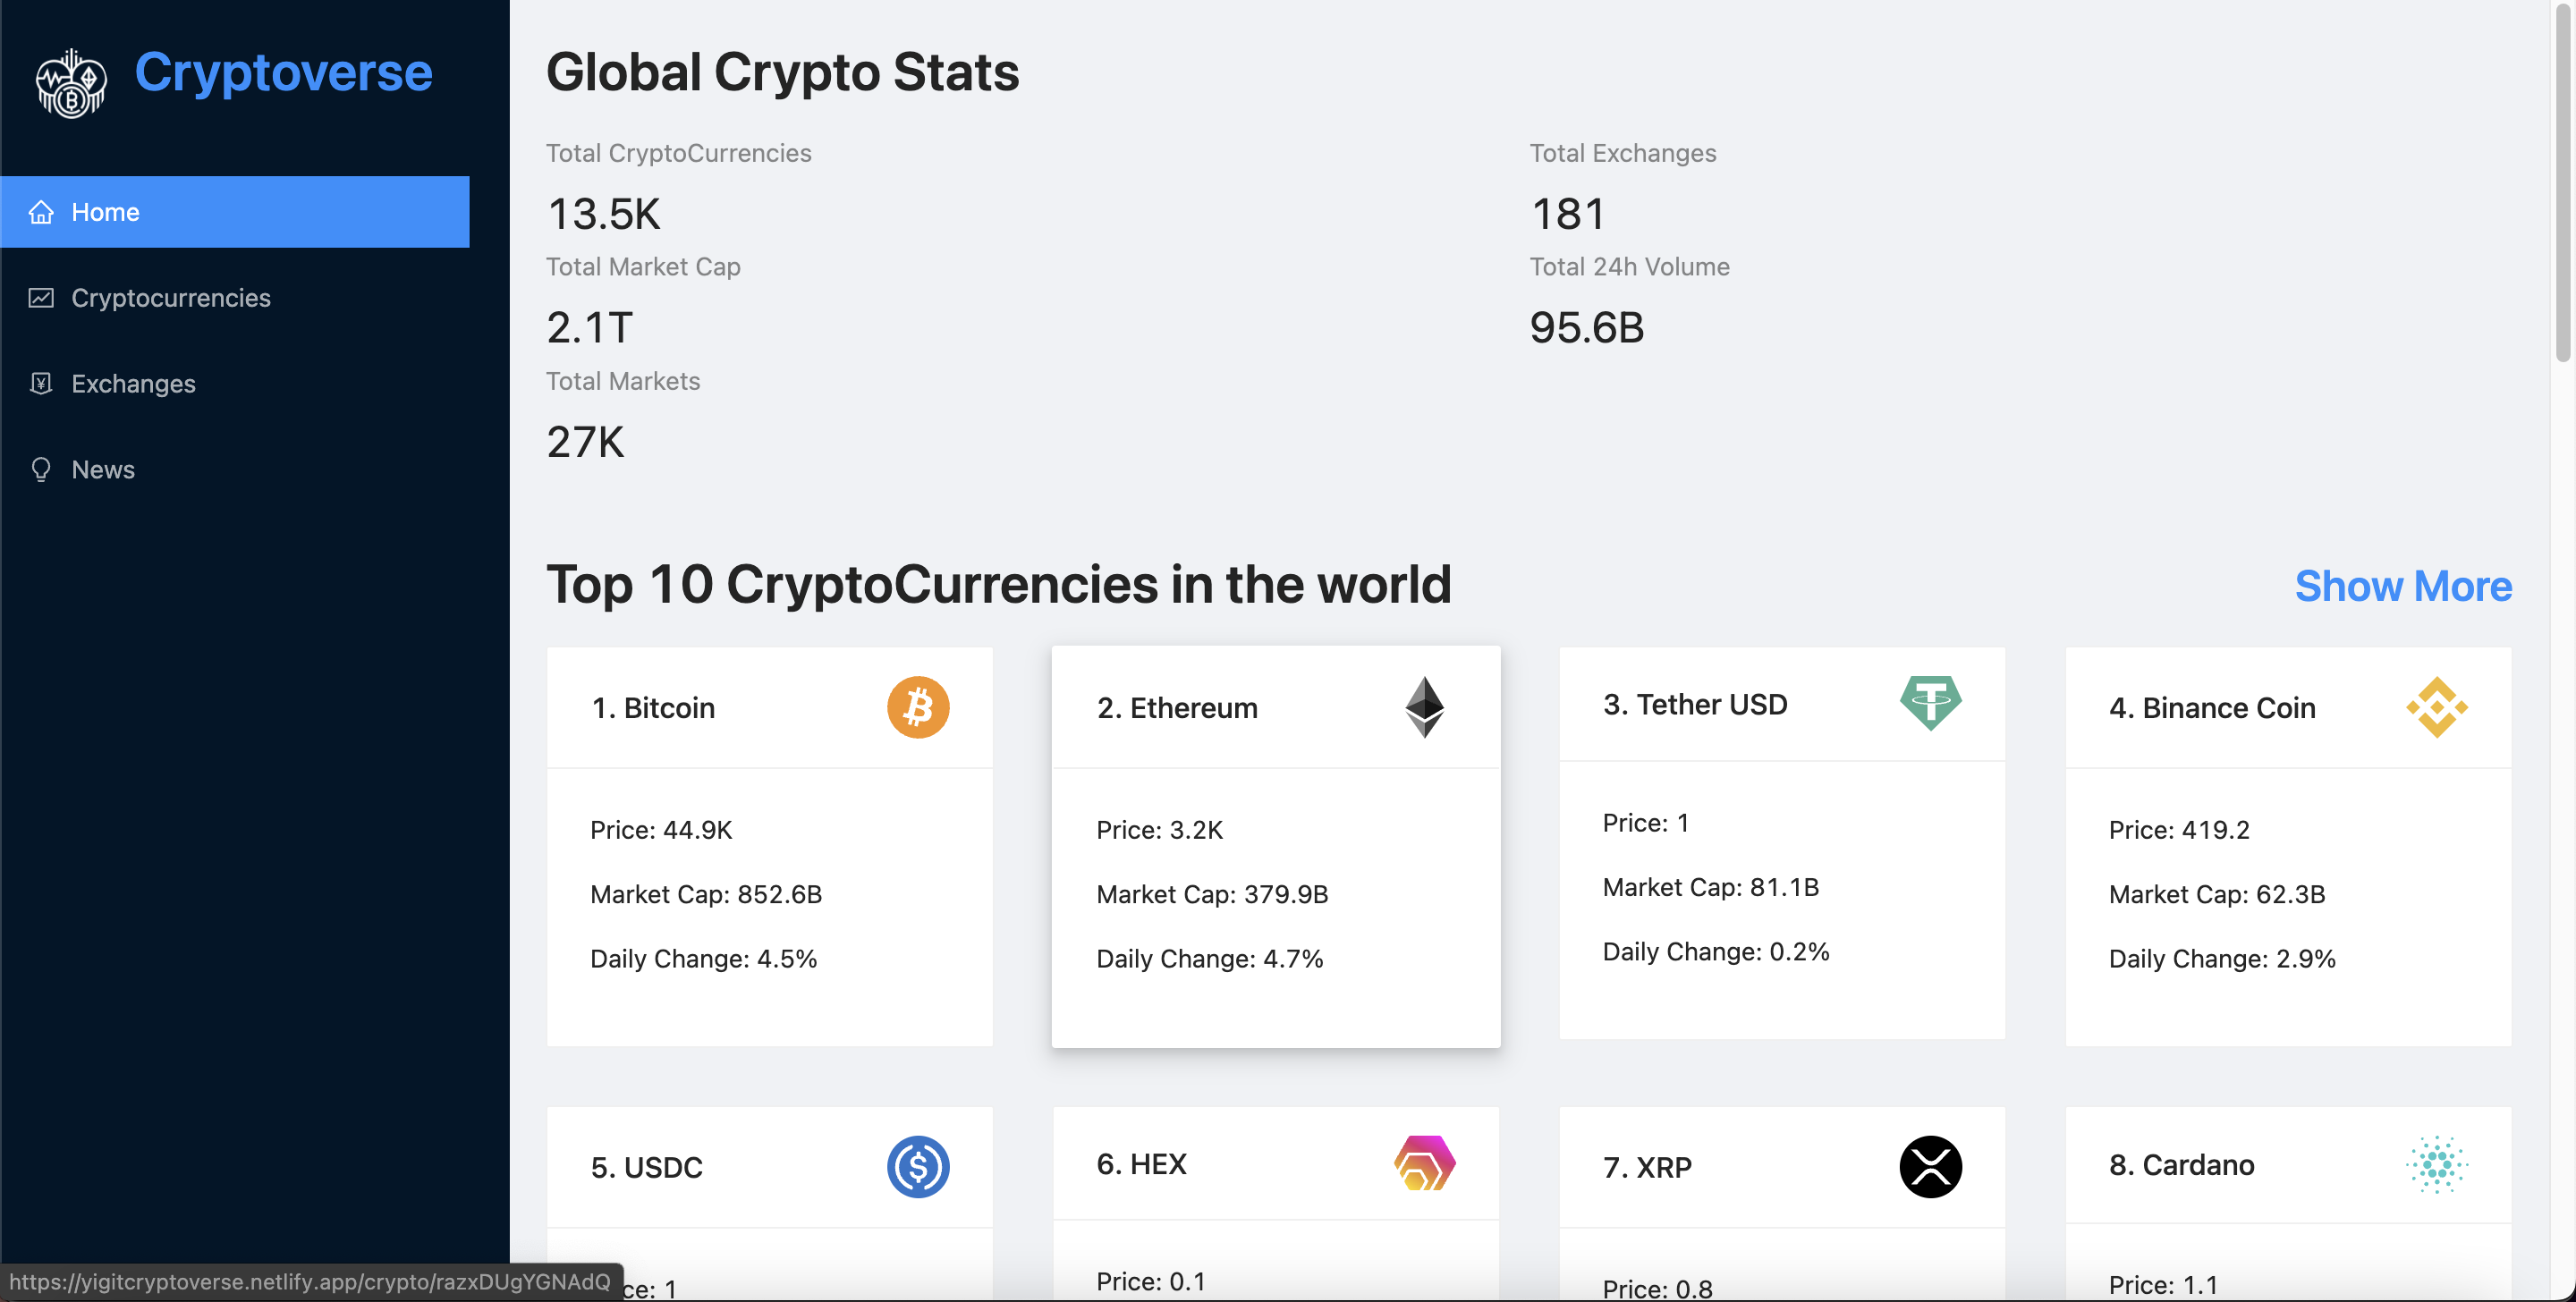 Cryptoverse
Home
Cryptocurrencies
Exchanges
News
Global Crypto Stats
Total CryptoCurrencies
13.5K
Total Exchanges
181
Total Market Cap
2.1T
Total 24h Volume
95.6B
Total Markets
27K
Top 10 CryptoCurrencies in the world
Show More
1. Bitcoin
Price: 44.9K
Market Cap: 852.6B
Daily Change: 4.5%
2. Ethereum
Price: 3.2K
Market Cap: 379.9B
Daily Change: 4.7%
3. Tether USD
Price: 1
Market Cap: 81.1B
Daily Change: 0.2%
4. Binance Coin
Price: 419.2
Market Cap: 62.3B
Daily Change: 2.9%
5. USDC
ce: 1
6. HEX
Price: 0.1
7. XRP
Price: 0.8
8. Cardano
Price: 1.1
https://yigitcryptoverse.netlify.app/crypto/razxDUgYGNAdQ